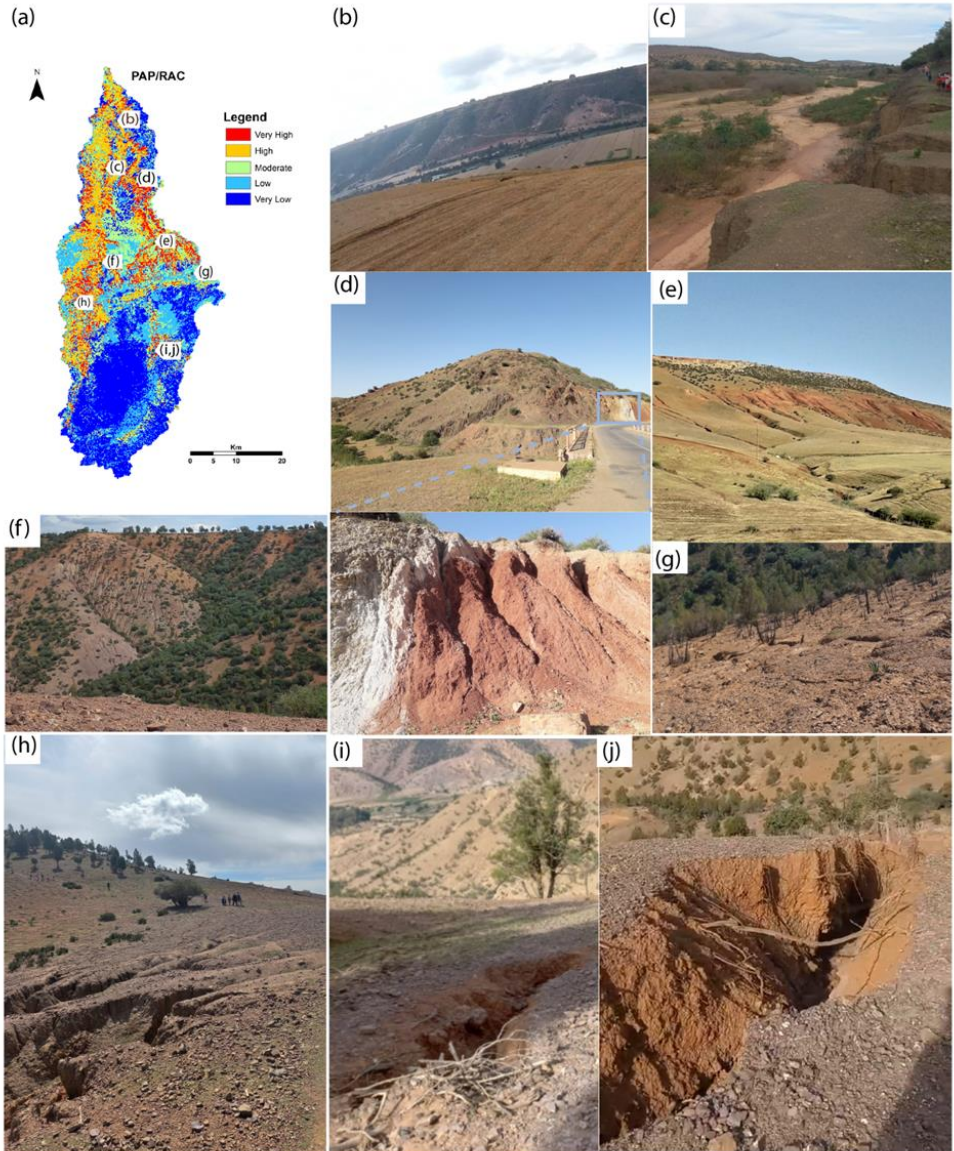 (a)
PAP/RAC
N
Legend
Very High
High
Moderate
Low
Very Low
(b)
(c)
(d)
(e)
(f)
(g)
(h)
(i,j)
Km
0 5 10 20
(b)
(c)
(d)
(e)
(f)
(g)
(h)
(i)
(j)